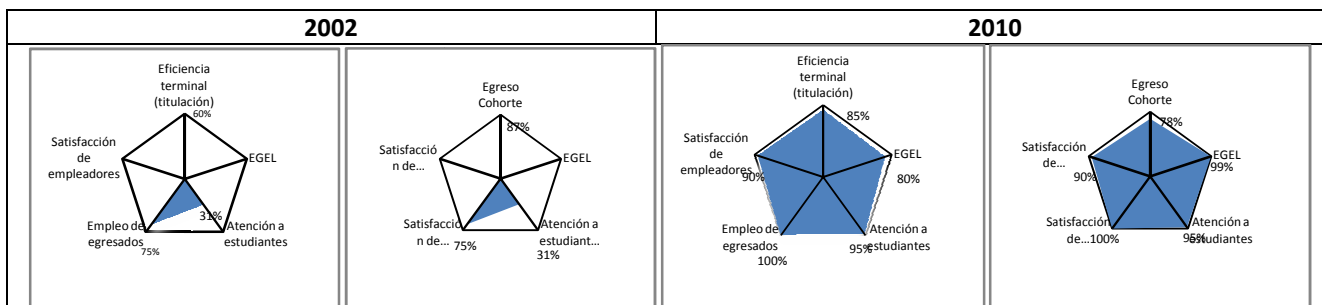 2002
2010
Eficiencia
terminal
(titulación)
60%
EGEL
31%
Atención a
estudiantes
Empleo de
egresados
75%
Satisfacción
de
empleadores
Egreso
Cohorte
87%
EGEL
Atención a
estudiant...
31%
Satisfacció
n de...
75%
Satisfacció
n de...
Eficiencia
terminal
(titulación)
85%
EGEL
80%
Atención a
estudiantes
95%
Empleo de
egresados
100%
Satisfacción
de
empleadores
90%
Egreso
Cohorte
78%
EGEL
99%
Atención a
estudiantes
95%
Satisfacción
de...
100%
Satisfacción
de...
90%